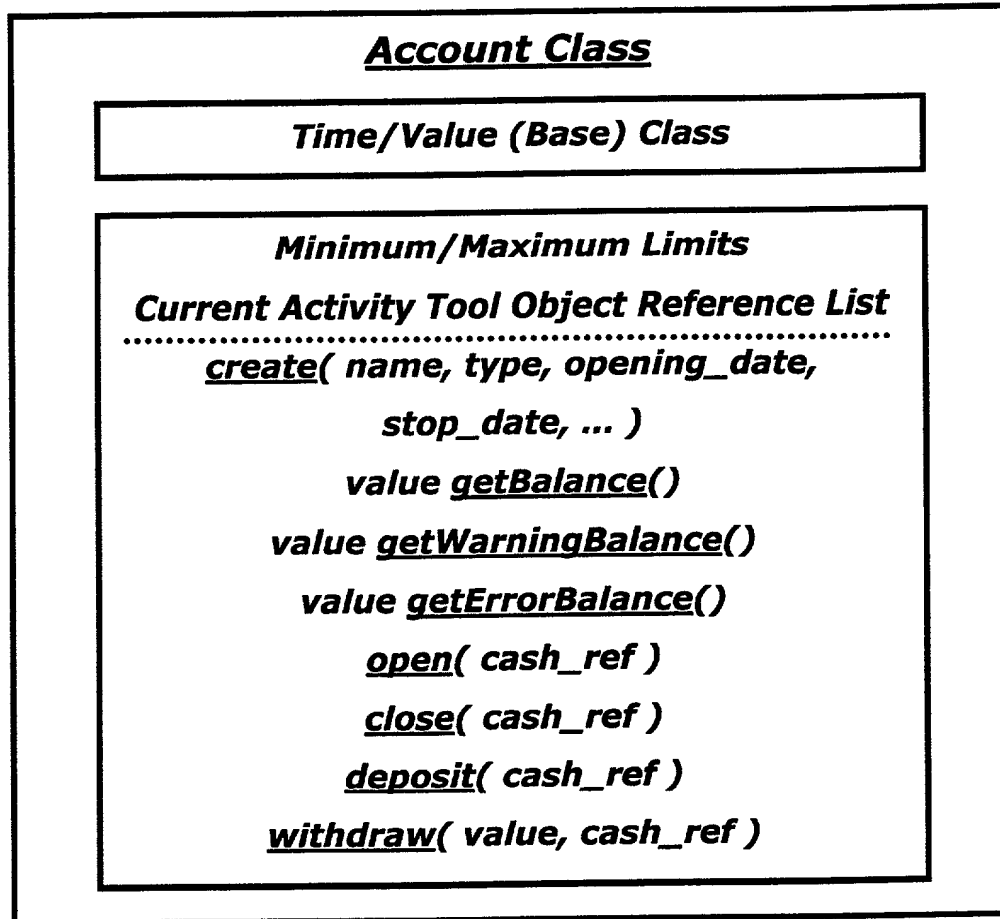 Account Class
Time/Value (Base) Class
Minimum/Maximum Limits
Current Activity Tool Object Reference List
create( name, type, opening_date,
stop_date, ... )
value getBalance()
value getWarningBalance()
value getErrorBalance()
open( cash_ref )
close( cash_ref )
deposit( cash_ref )
withdraw( value, cash_ref )